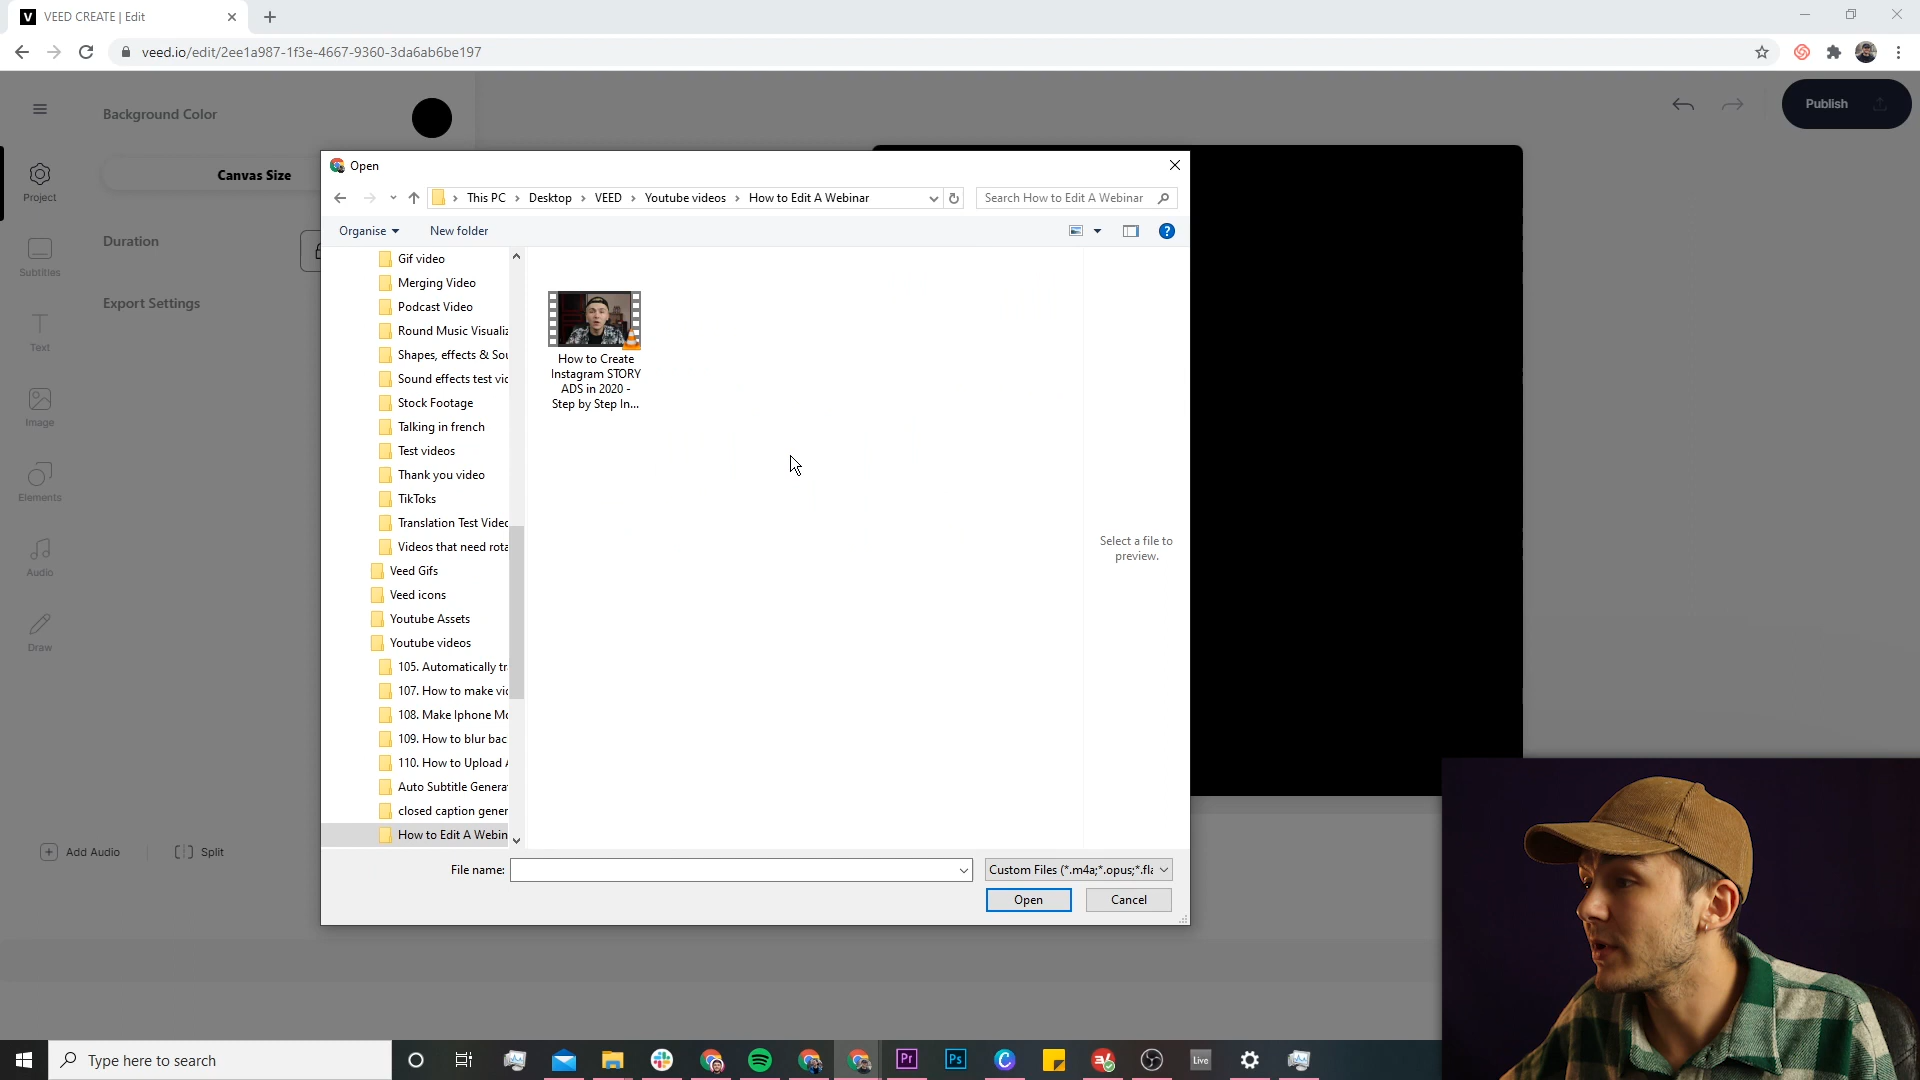 VEED CREATE | Edit
veed.io/edit/2ee1a987-1f3e-4667-9360-3da6ab6be197
Background Color
Publish
Project
Canvas Size
Subtitles
Duration
Export Settings
Text
Image
Elements
Audio
Draw
Add Audio
Split
Open
This PC
Desktop
VEED
Youtube videos
How to Edit A Webinar
Search How to Edit A Webinar
Organise
New folder
Gif video
Merging Video
Podcast Video
Round Music Visualiz
Shapes, effects & Sou
Sound effects test vid
Stock Footage
Talking in french
Test videos
Thank you video
TikToks
Translation Test Videc
Videos that need rota
Veed Gifs
Veed icons
Youtube Assets
Youtube videos
105. Automatically tr
107. How to make vid
108. Make Iphone Mo
109. How to blur bac
110. How to Upload A
Auto Subtitle Genera
closed caption gener
How to Edit A Webin
How to Create
Instagram STORY
ADS in 2020 -
Step by Step In...
Select a file to
preview.
File name:
Custom Files (*.m4a;*.opus;*.fla
Open
Cancel
Type here to search
Pr
Ps
Live